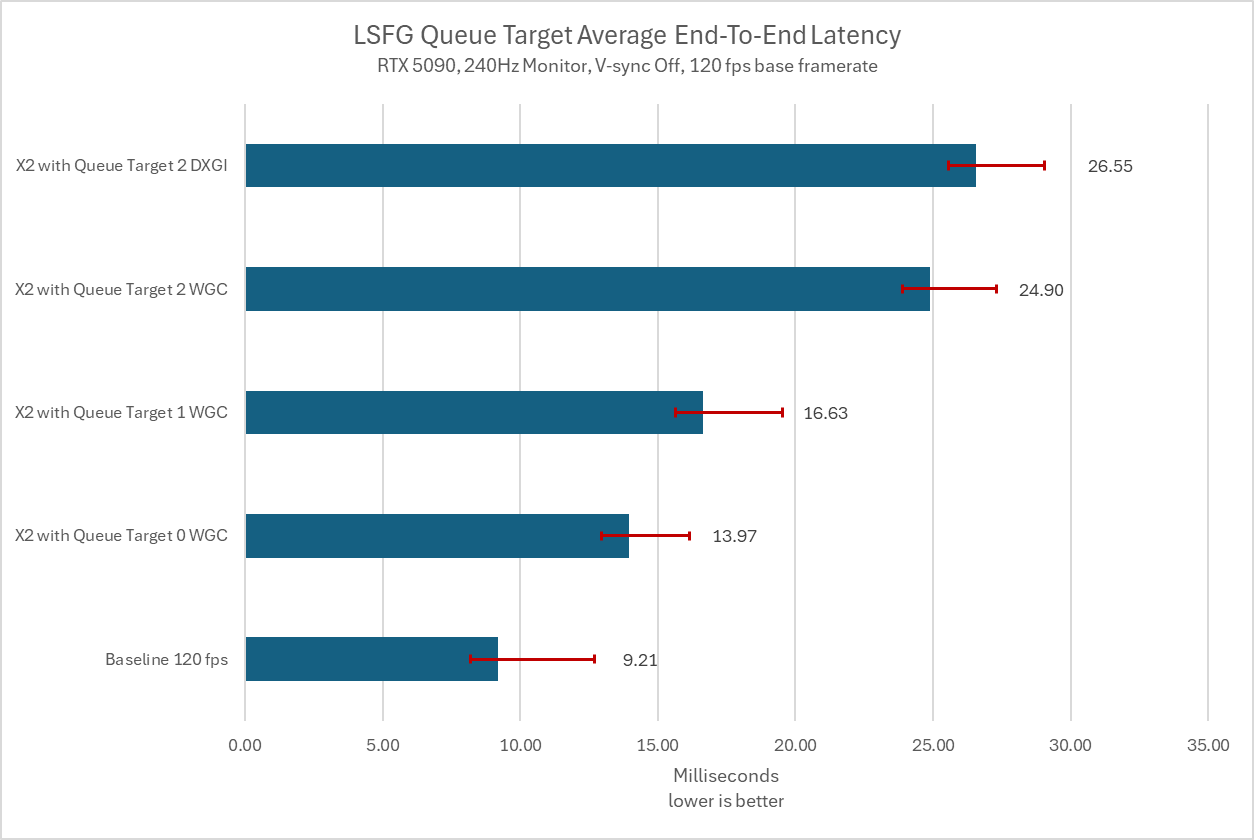 LSFG Queue Target Average End-To-End Latency
RTX 5090, 240Hz Monitor, V-sync Off, 120 fps base framerate
X2 with Queue Target 2 DXGI
26.55
X2 with Queue Target 2 WGC
24.90
X2 with Queue Target 1 WGC
16.63
X2 with Queue Target 0 WGC
13.97
Baseline 120 fps
9.21
0.00 5.00 10.00 15.00 20.00 25.00 30.00 35.00
Milliseconds
lower is better